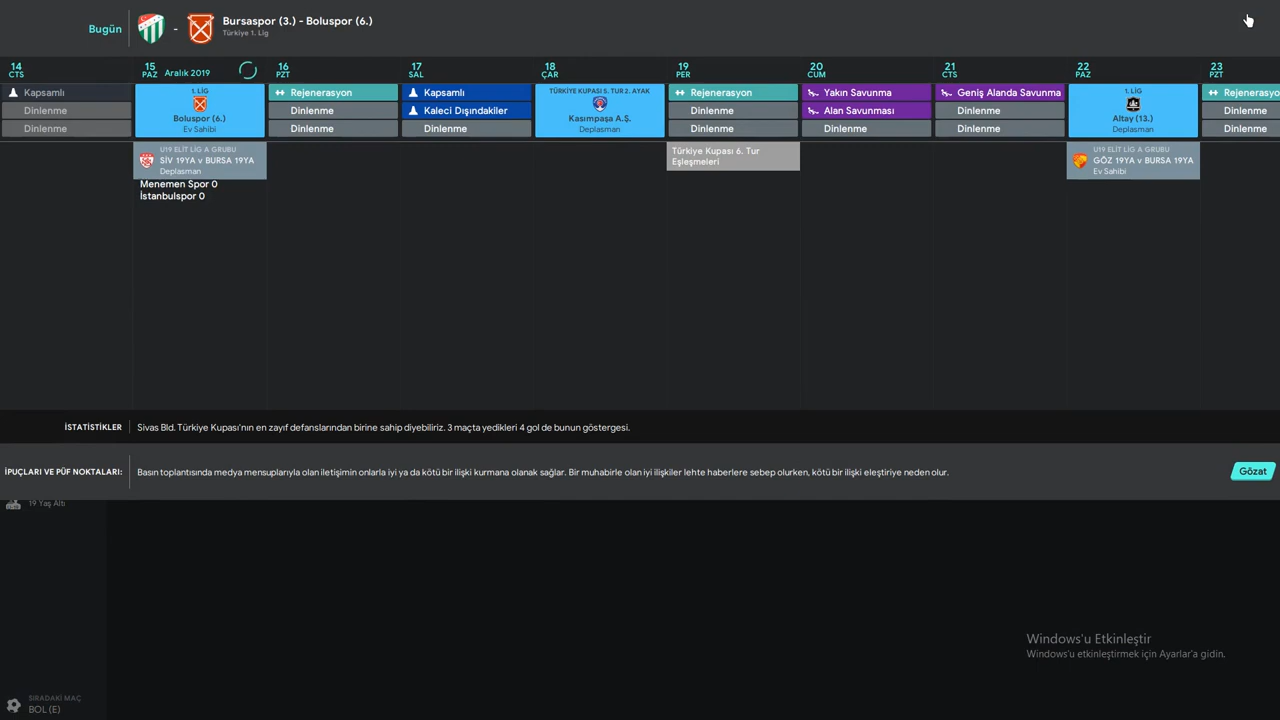 Bugün
-
Bursaspor (3.) - Boluspor (6.)
Türkiye 1. Lig
14
CTS
15
PAZ Aralık 2019
16
PZT
17
SAL
18
ÇAR
19
PER
20
CUM
21
CTS
22
PAZ
23
PZT
Kapsamlı
Dinlenme
Dinlenme
1. LİG
Boluspor (6.)
Ev Sahibi
Rejenerasyon
Dinlenme
Dinlenme
Kapsamlı
Kaleci Dışındakiler
Dinlenme
TÜRKİYE KUPASI 5. TUR 2. AYAK
Kasımpaşa A.Ş.
Deplasman
Rejenerasyon
Dinlenme
Dinlenme
Yakın Savunma
Alan Savunması
Dinlenme
Geniş Alanda Savunma
Dinlenme
Dinlenme
1. LİG
Altay (13.)
Deplasman
Rejenerasyo
Dinlenme
Dinlenme
U19 ELİT LİG A GRUBU
SİV 19YA v BURSA 19YA
Deplasman
Menemen Spor 0
İstanbulspor 0
Türkiye Kupası 6. Tur
Eşleşmeleri
U19 ELİT LİG A GRUBU
GÖZ 19YA v BURSA 19YA
Ev Sahibi
İSTATİSTİKLER
Sivas Bld. Türkiye Kupası'nın en zayıf defanslarından birine sahip diyebiliriz. 3 maçta yedikleri 4 gol de bunun göstergesi.
İPUÇLARI VE PÜF NOKTALARI:
Basın toplantısında medya mensuplarıyla olan iletişimin onlarla iyi ya da kötü bir ilişki kurmana olanak sağlar. Bir muhabirle olan iyi ilişkiler lehte haberlere sebep olurken, kötü bir ilişki eleştiriye neden olur.
Gözat
19 Yaş Altı
Windows'u Etkinleştir
Windows'u etkinleştirmek için Ayarlar'a gidin.
SIRADAKİ MAÇ
BOL (E)